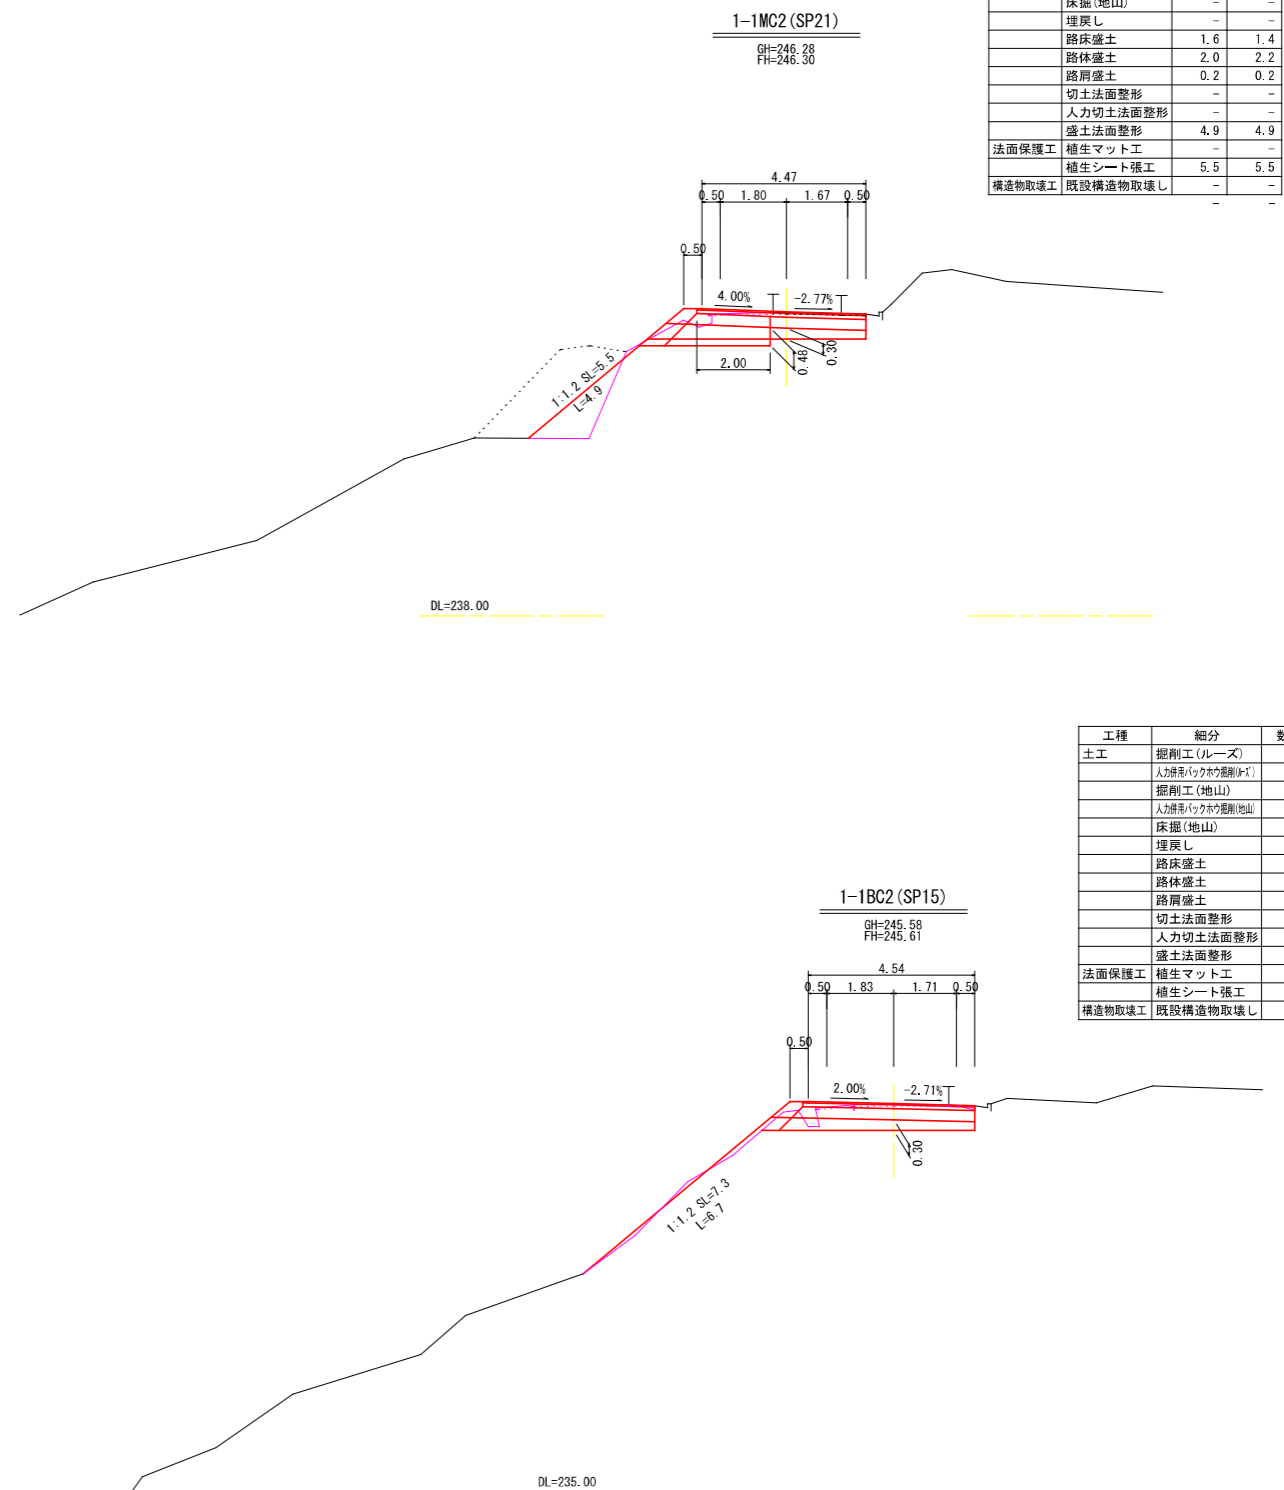 1-1MC2(SP21)
GH=246.28
FH=246.30
床掘(地山) - -
埋戻し - -
路床盛土 1.6 1.4
路体盛土 2.0 2.2
路肩盛土 0.2 0.2
切土法面整形 - -
人力切土法面整形 - -
盛土法面整形 4.9 4.9
法面保護工 植生マット工 - -
植生シート張工 5.5 5.5
構造物取壊工 既設構造物取壊し - -
- -
4.47
0.50 1.80 1.67 0.50
0.50
4.00% -2.77%
2.00
0.48
0.30
1:1.2 SL=5.5
L=4.9
DL=238.00
工種 細分 数
土工 掘削工(ルーズ)
人力併用バックホウ掘削(ルーズ)
掘削工(地山)
人力併用バックホウ掘削(地山)
床掘(地山)
埋戻し
路床盛土
路体盛土
路肩盛土
切土法面整形
人力切土法面整形
盛土法面整形
法面保護工 植生マット工
植生シート張工
構造物取壊工 既設構造物取壊し
1-1BC2(SP15)
GH=245.58
FH=245.61
4.54
0.50 1.83 1.71 0.50
0.50
2.00% -2.71%
0.30
1:1.2 SL=7.3
L=6.7
DL=235.00